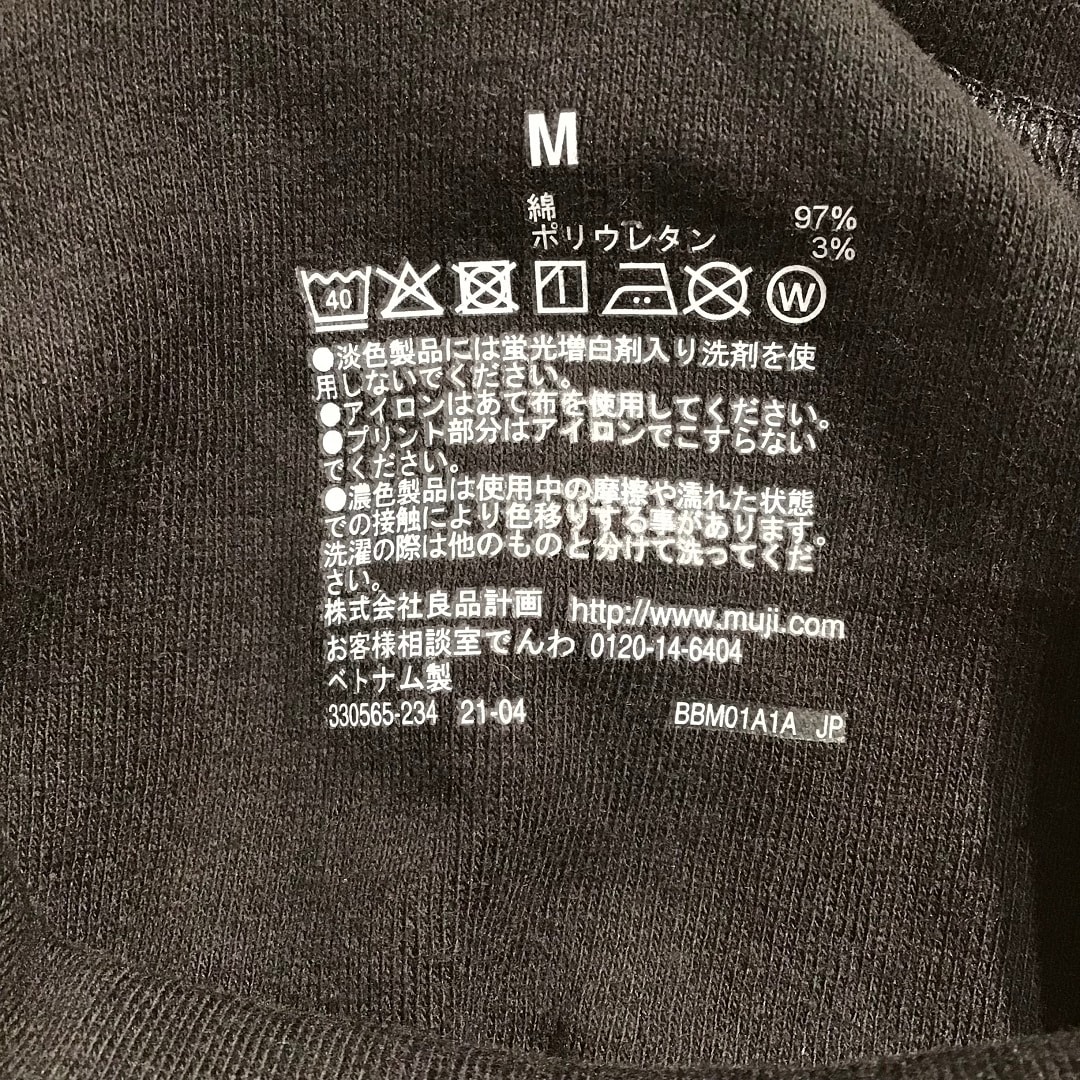 M
綿 97%
ポリウレタン 3%
40 W
●淡色製品には蛍光増白剤入り洗剤を使
用しないでください。
●アイロンはあて布を使用してください。
●プリント部分はアイロンでこすらない
でください。
●濃色製品は使用中の摩擦や濡れた状態
での接触により色移りする事があります。
洗濯の際は他のものと分けて洗ってくだ
さい。
株式会社良品計画 http://www.muji.com
お客様相談室でんわ 0120-14-6404
ベトナム製
330565-234 21-04 BBM01A1A JP